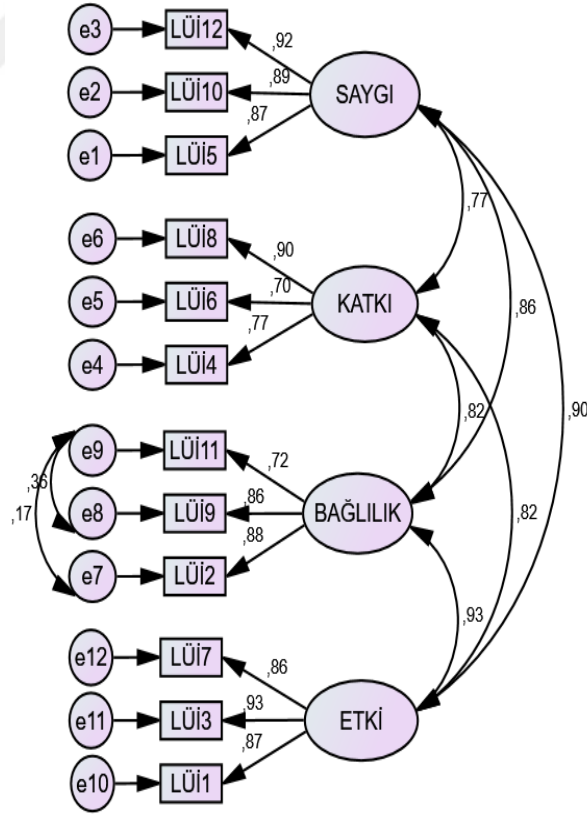 e3
LÜİ12
,92
e2
LÜİ10
,89
SAYGI
e1
LÜİ5
,87
,77
e6
LÜİ8
,90
e5
LÜİ6
,70
KATKI
e4
LÜİ4
,77
,86
,90
,82
e9
LÜİ11
,72
,36
e8
LÜİ9
,86
BAĞLILIK
,17
,82
e7
LÜİ2
,88
,93
e12
LÜİ7
,86
e11
LÜİ3
,93
ETKİ
e10
LÜİ1
,87